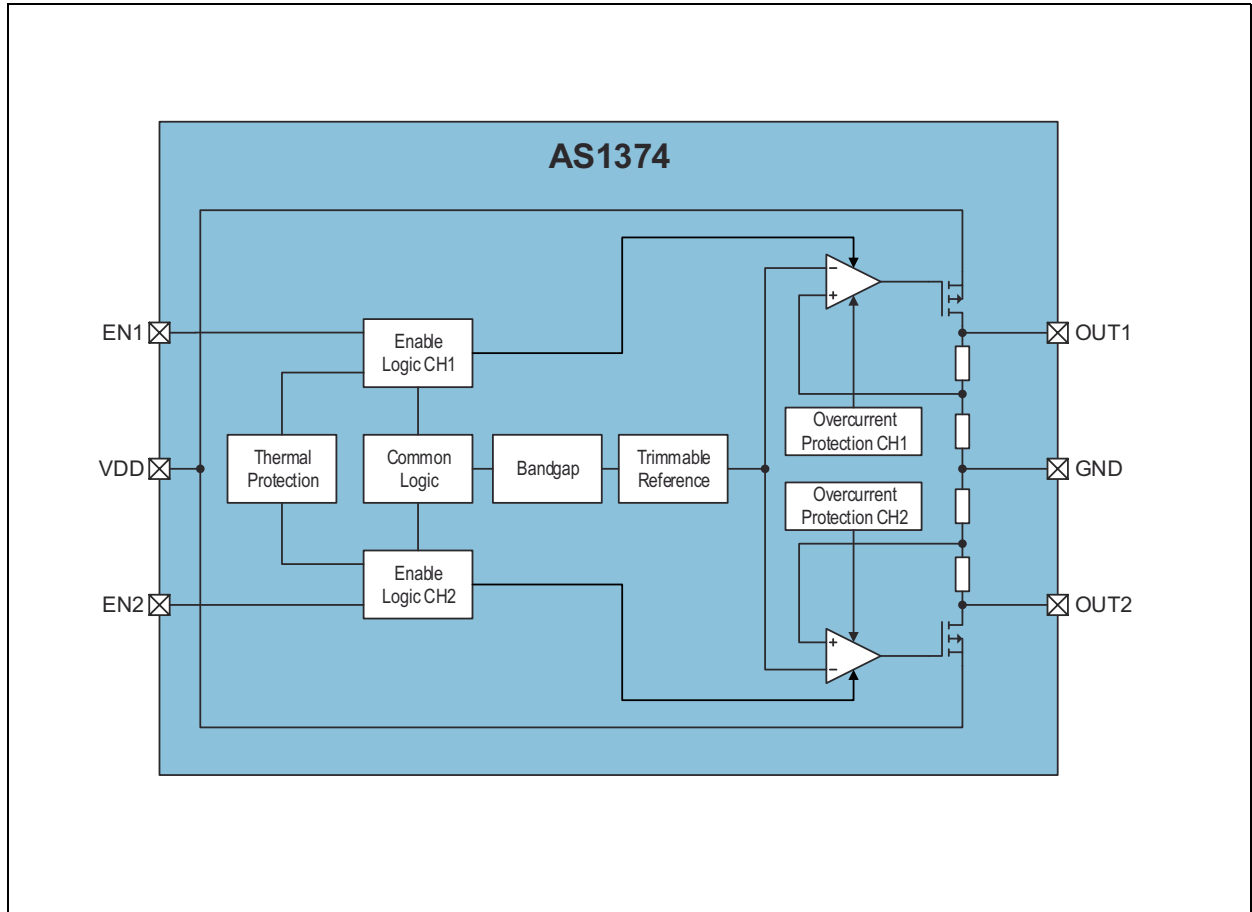 AS1374
EN1
Enable
Logic CH1
OUT1
−
+
Overcurrent
Protection CH1
VDD
Thermal
Protection
Common
Logic
Bandgap
Trimmable
Reference
GND
Overcurrent
Protection CH2
EN2
Enable
Logic CH2
OUT2
+
−